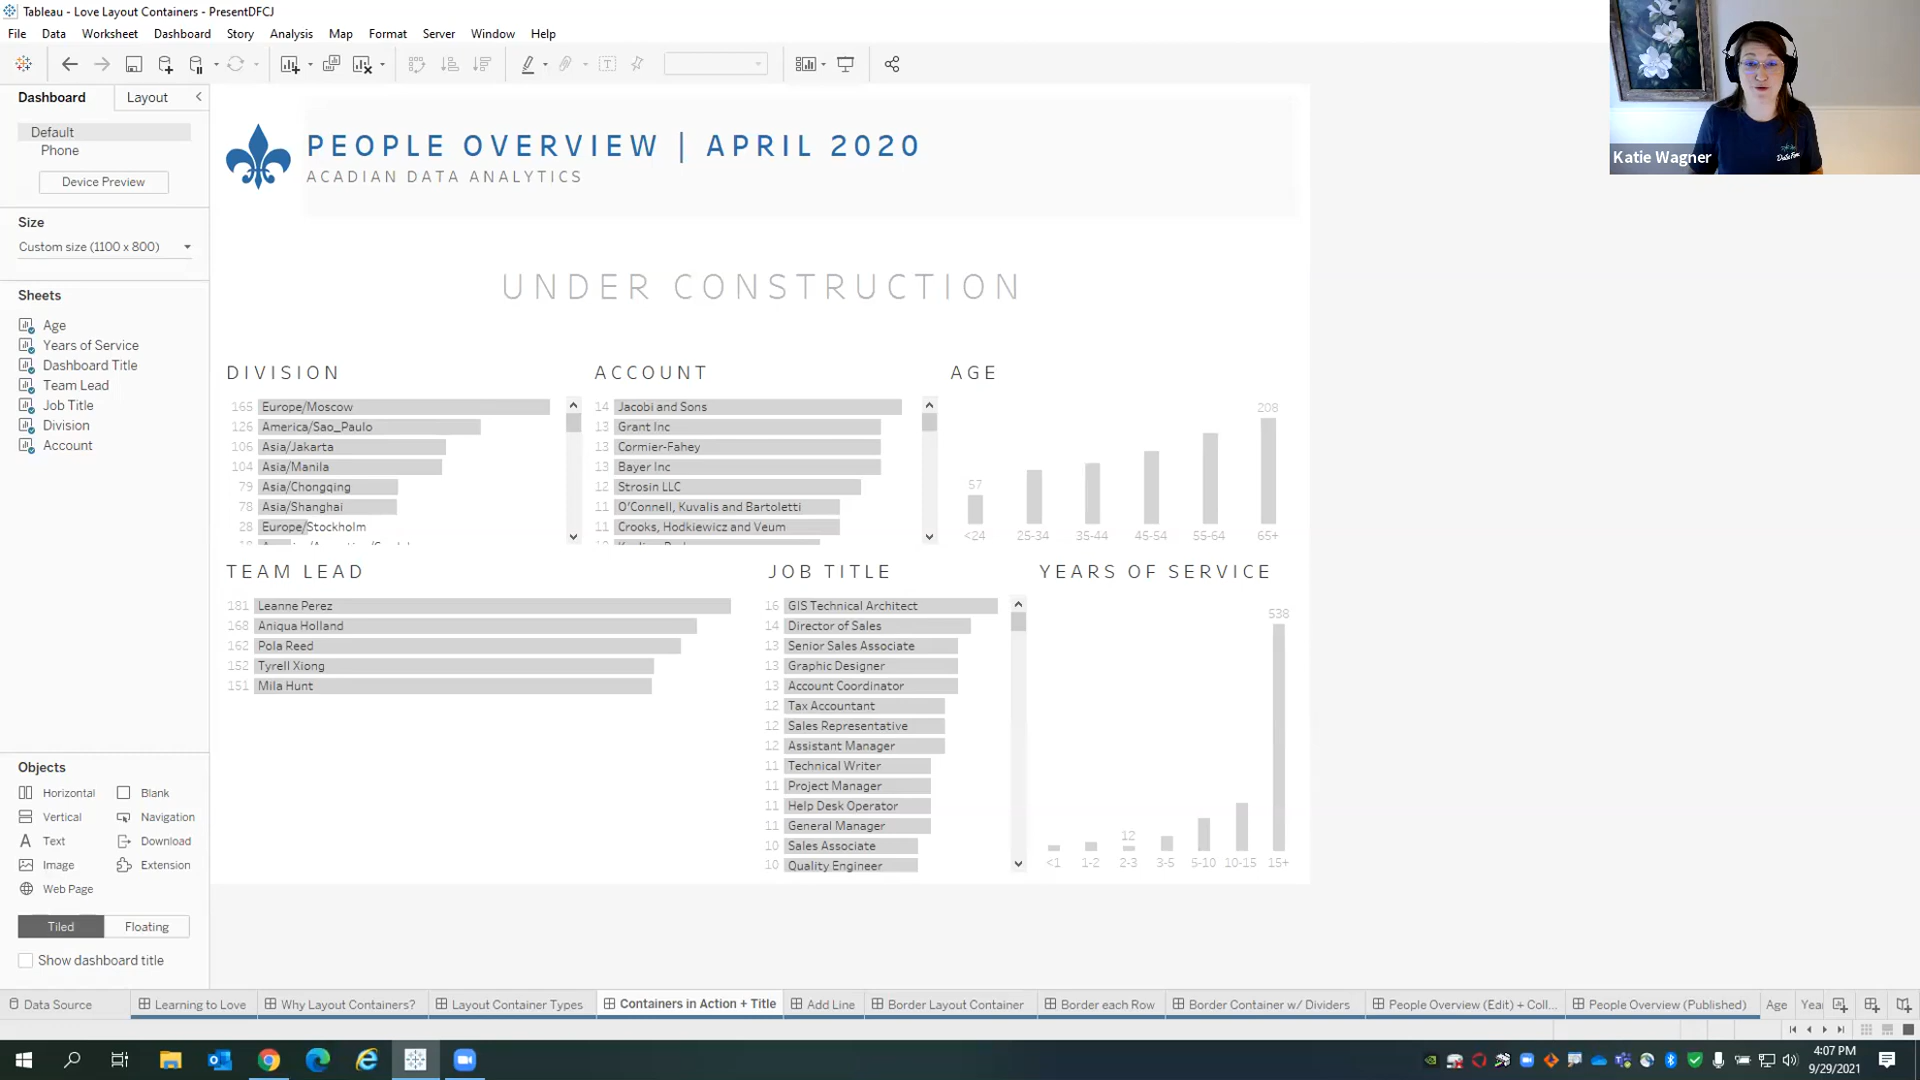 Tableau - Love Layout Containers - PresentDFCJ
File Data Worksheet Dashboard Story Analysis Map Format Server Window Help
Dashboard Layout
Default
Phone
Device Preview
Size
Custom size (1100 x 800)
Sheets
Age
Years of Service
Dashboard Title
Team Lead
Job Title
Division
Account
Objects
Horizontal Blank
Vertical Navigation
Text Download
Image Extension
Web Page
Tiled Floating
Show dashboard title
PEOPLE OVERVIEW | APRIL 2020
ACADIAN DATA ANALYTICS
UNDER CONSTRUCTION
DIVISION
165 Europe/Moscow
126 America/Sao_Paulo
106 Asia/Jakarta
104 Asia/Manila
79 Asia/Chongqing
78 Asia/Shanghai
28 Europe/Stockholm
ACCOUNT
14 Jacobi and Sons
13 Grant Inc
13 Cormier-Fahey
13 Bayer Inc
12 Strosin LLC
11 O'Connell, Kuvalis and Bartoletti
11 Crooks, Hodkiewicz and Veum
AGE
57 208
<24 25-34 35-44 45-54 55-64 65+
TEAM LEAD
181 Leanne Perez
168 Aniqua Holland
162 Pola Reed
152 Tyrell Xiong
151 Mila Hunt
JOB TITLE
16 GIS Technical Architect
14 Director of Sales
13 Senior Sales Associate
13 Graphic Designer
13 Account Coordinator
12 Tax Accountant
12 Sales Representative
12 Assistant Manager
11 Technical Writer
11 Project Manager
11 Help Desk Operator
11 General Manager
10 Sales Associate
10 Quality Engineer
YEARS OF SERVICE
538
12
<1 1-2 2-3 3-5 5-10 10-15 15+
Katie Wagner
Data Source Learning to Love Why Layout Containers? Layout Container Types Containers in Action + Title Add Line Border Layout Container Border each Row Border Container w/ Dividers People Overview (Edit) + Coll... People Overview (Published) Age Year
4:07 PM
9/29/2021